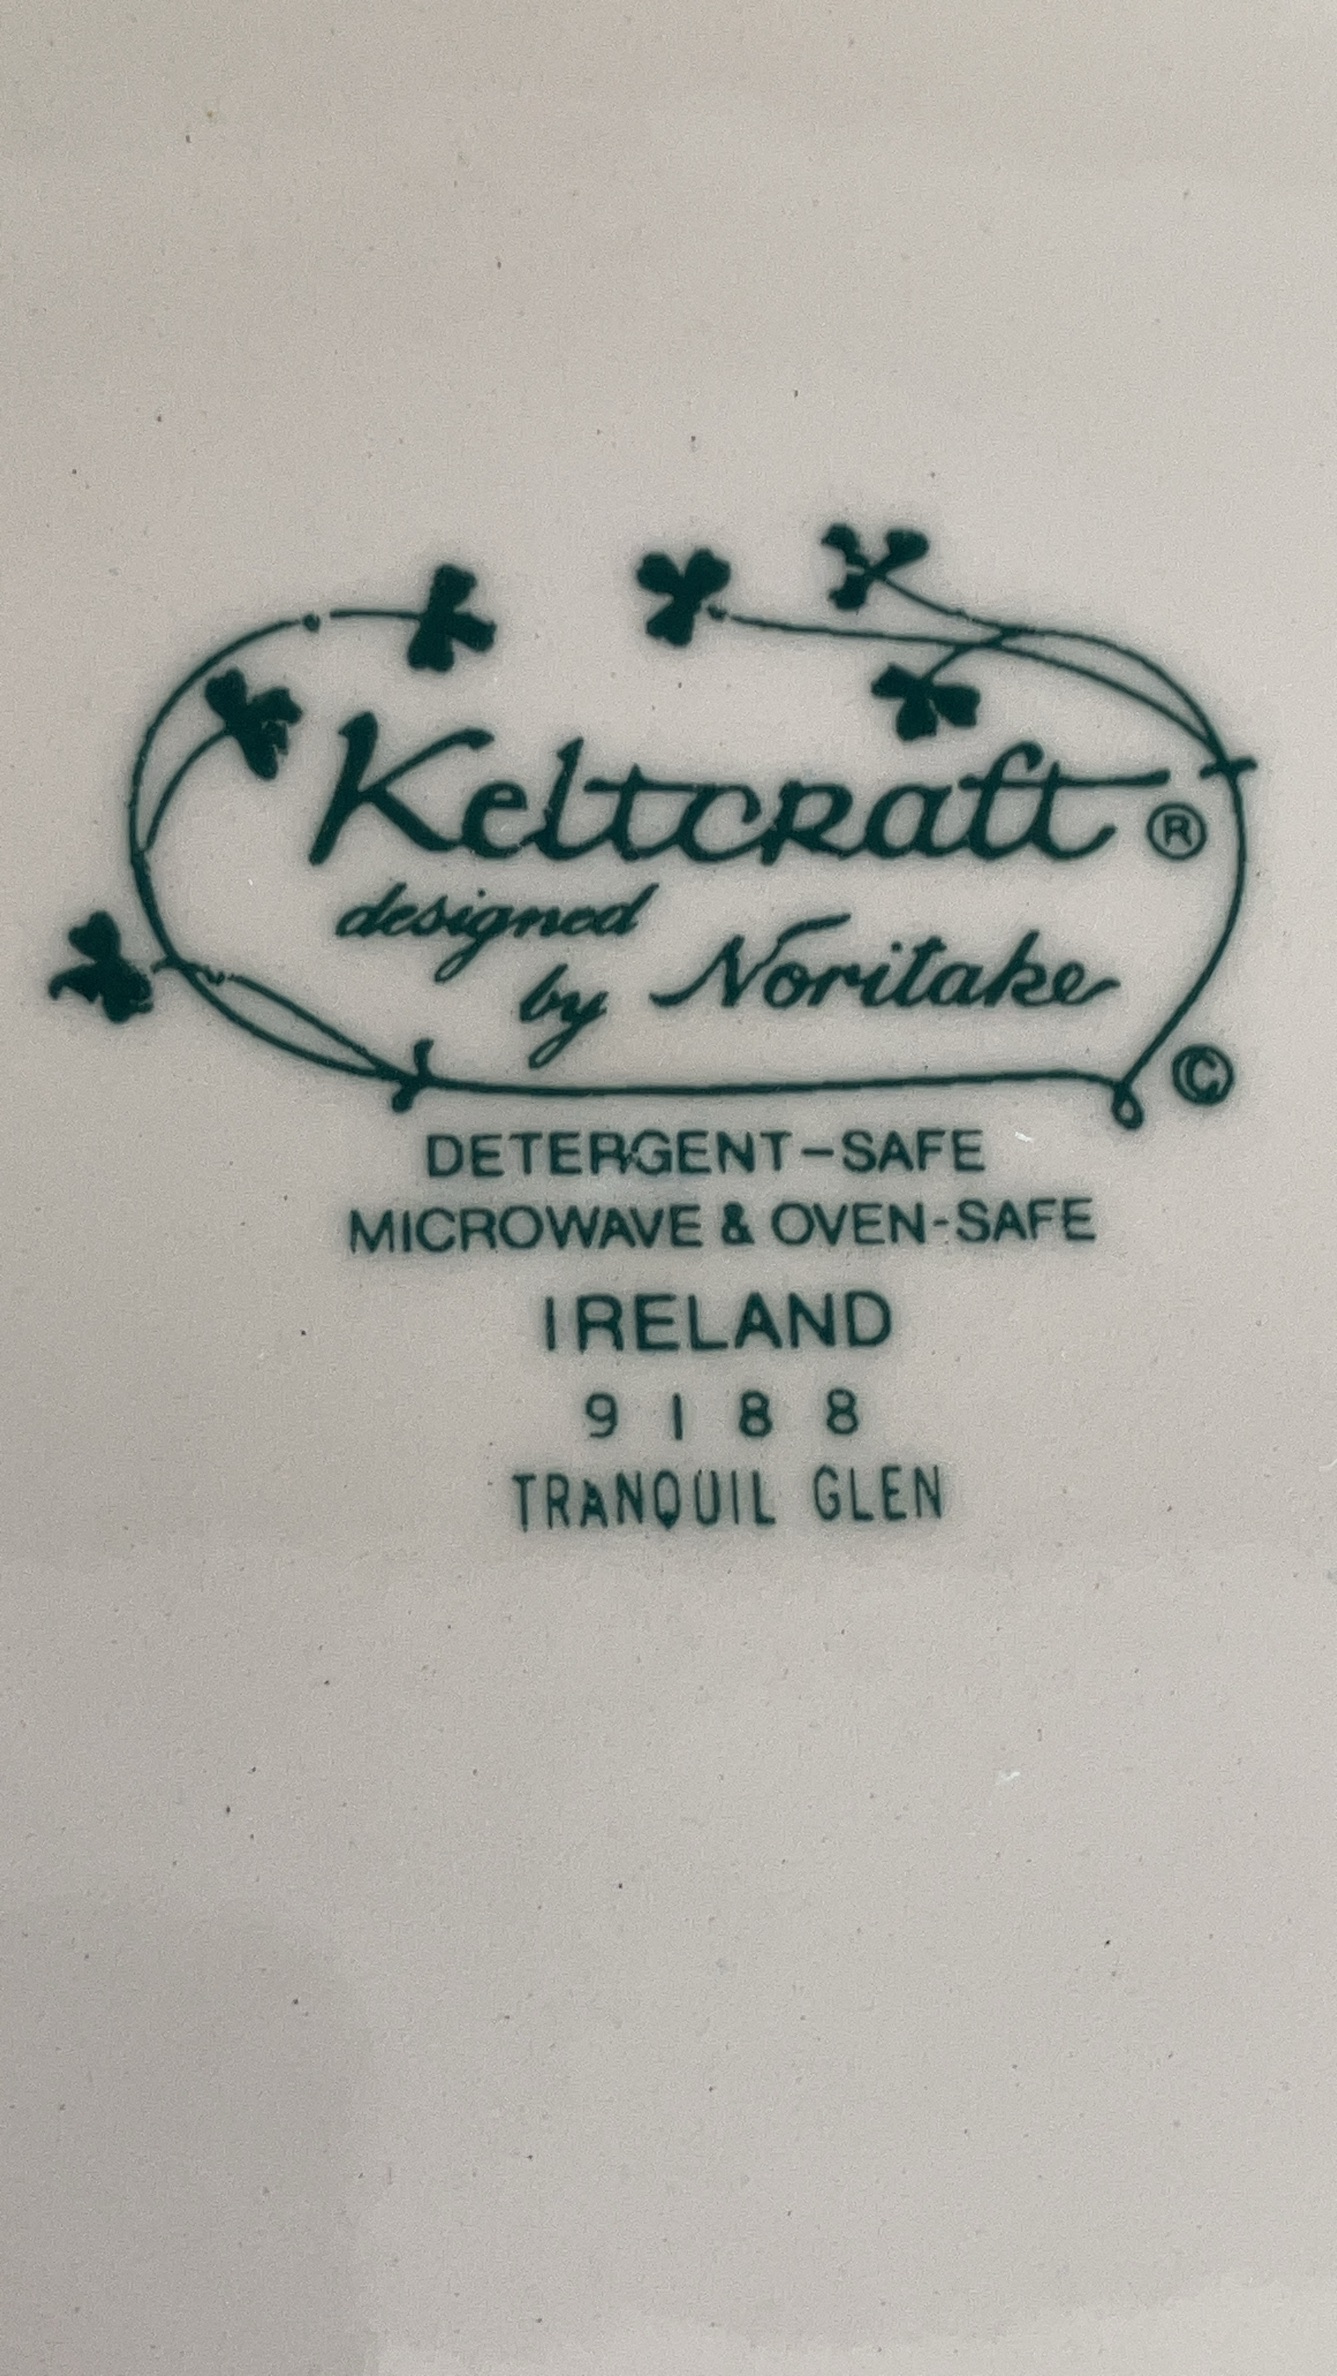 Keltcraft ®
designed
by Noritake
©
DETERGENT-SAFE
MICROWAVE & OVEN-SAFE
IRELAND
9188
TRANQUIL GLEN